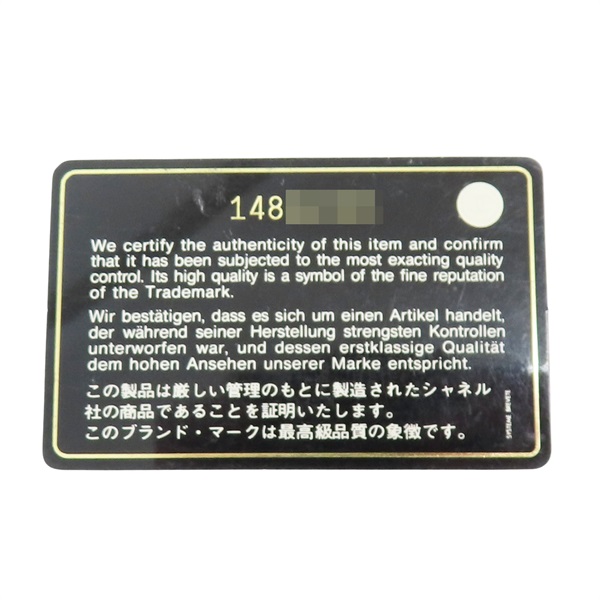 148
We certify the authenticity of this item and confirm
that it has been subjected to the most exacting quality
control. Its high quality is a symbol of the fine reputation
of the Trademark.
Wir bestätigen, dass es sich um einen Artikel handelt,
der während seiner Herstellung strengsten Kontrollen
unterworfen war, und dessen erstklassige Qualität
dem hohen Ansehen unserer Marke entspricht.
この製品は厳しい管理のもとに製造されたシャネル
社の商品であることを証明いたします。
このブランド・マークは最高級品質の象徴です。
SYSTEME BREVETE